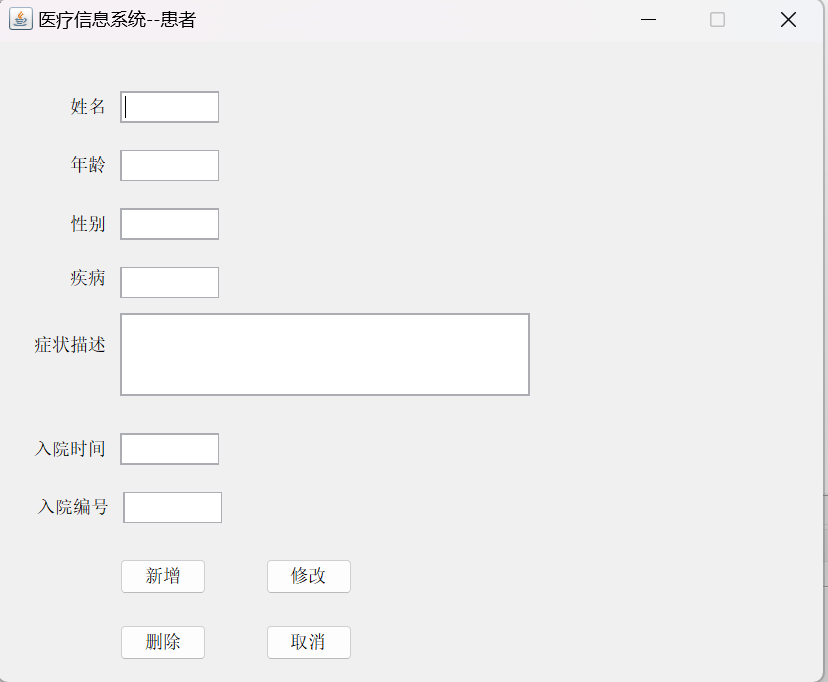 医疗信息系统--患者
姓名
年龄
性别
疾病
症状描述
入院时间
入院编号
新增 修改
删除 取消